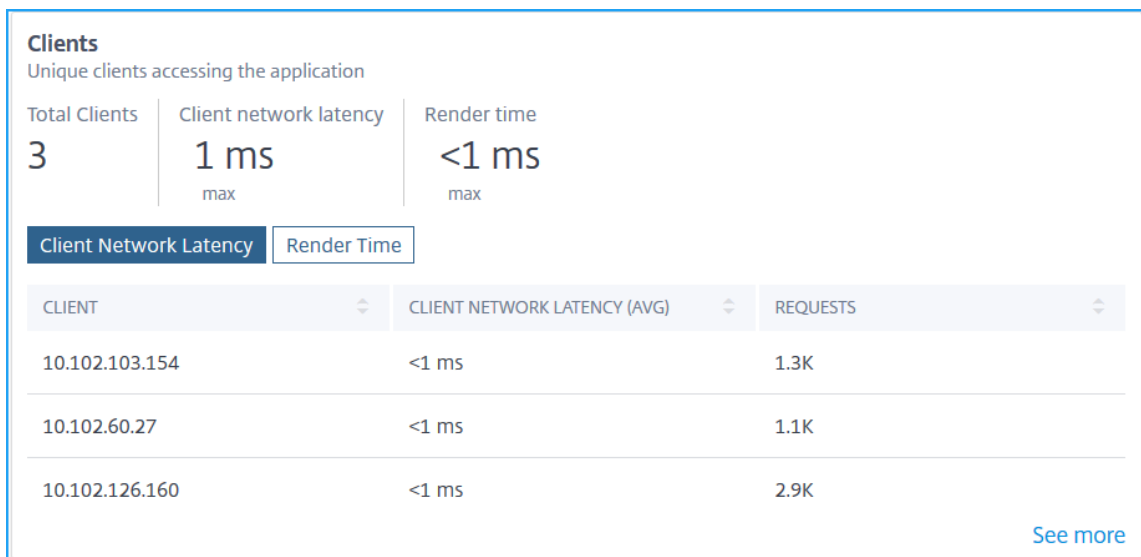 Clients
Unique clients accessing the application
Total Clients Client network latency Render time
3 1 ms <1 ms
max max
Client Network Latency Render Time
CLIENT CLIENT NETWORK LATENCY (AVG) REQUESTS
10.102.103.154 <1 ms 1.3K
10.102.60.27 <1 ms 1.1K
10.102.126.160 <1 ms 2.9K
See more